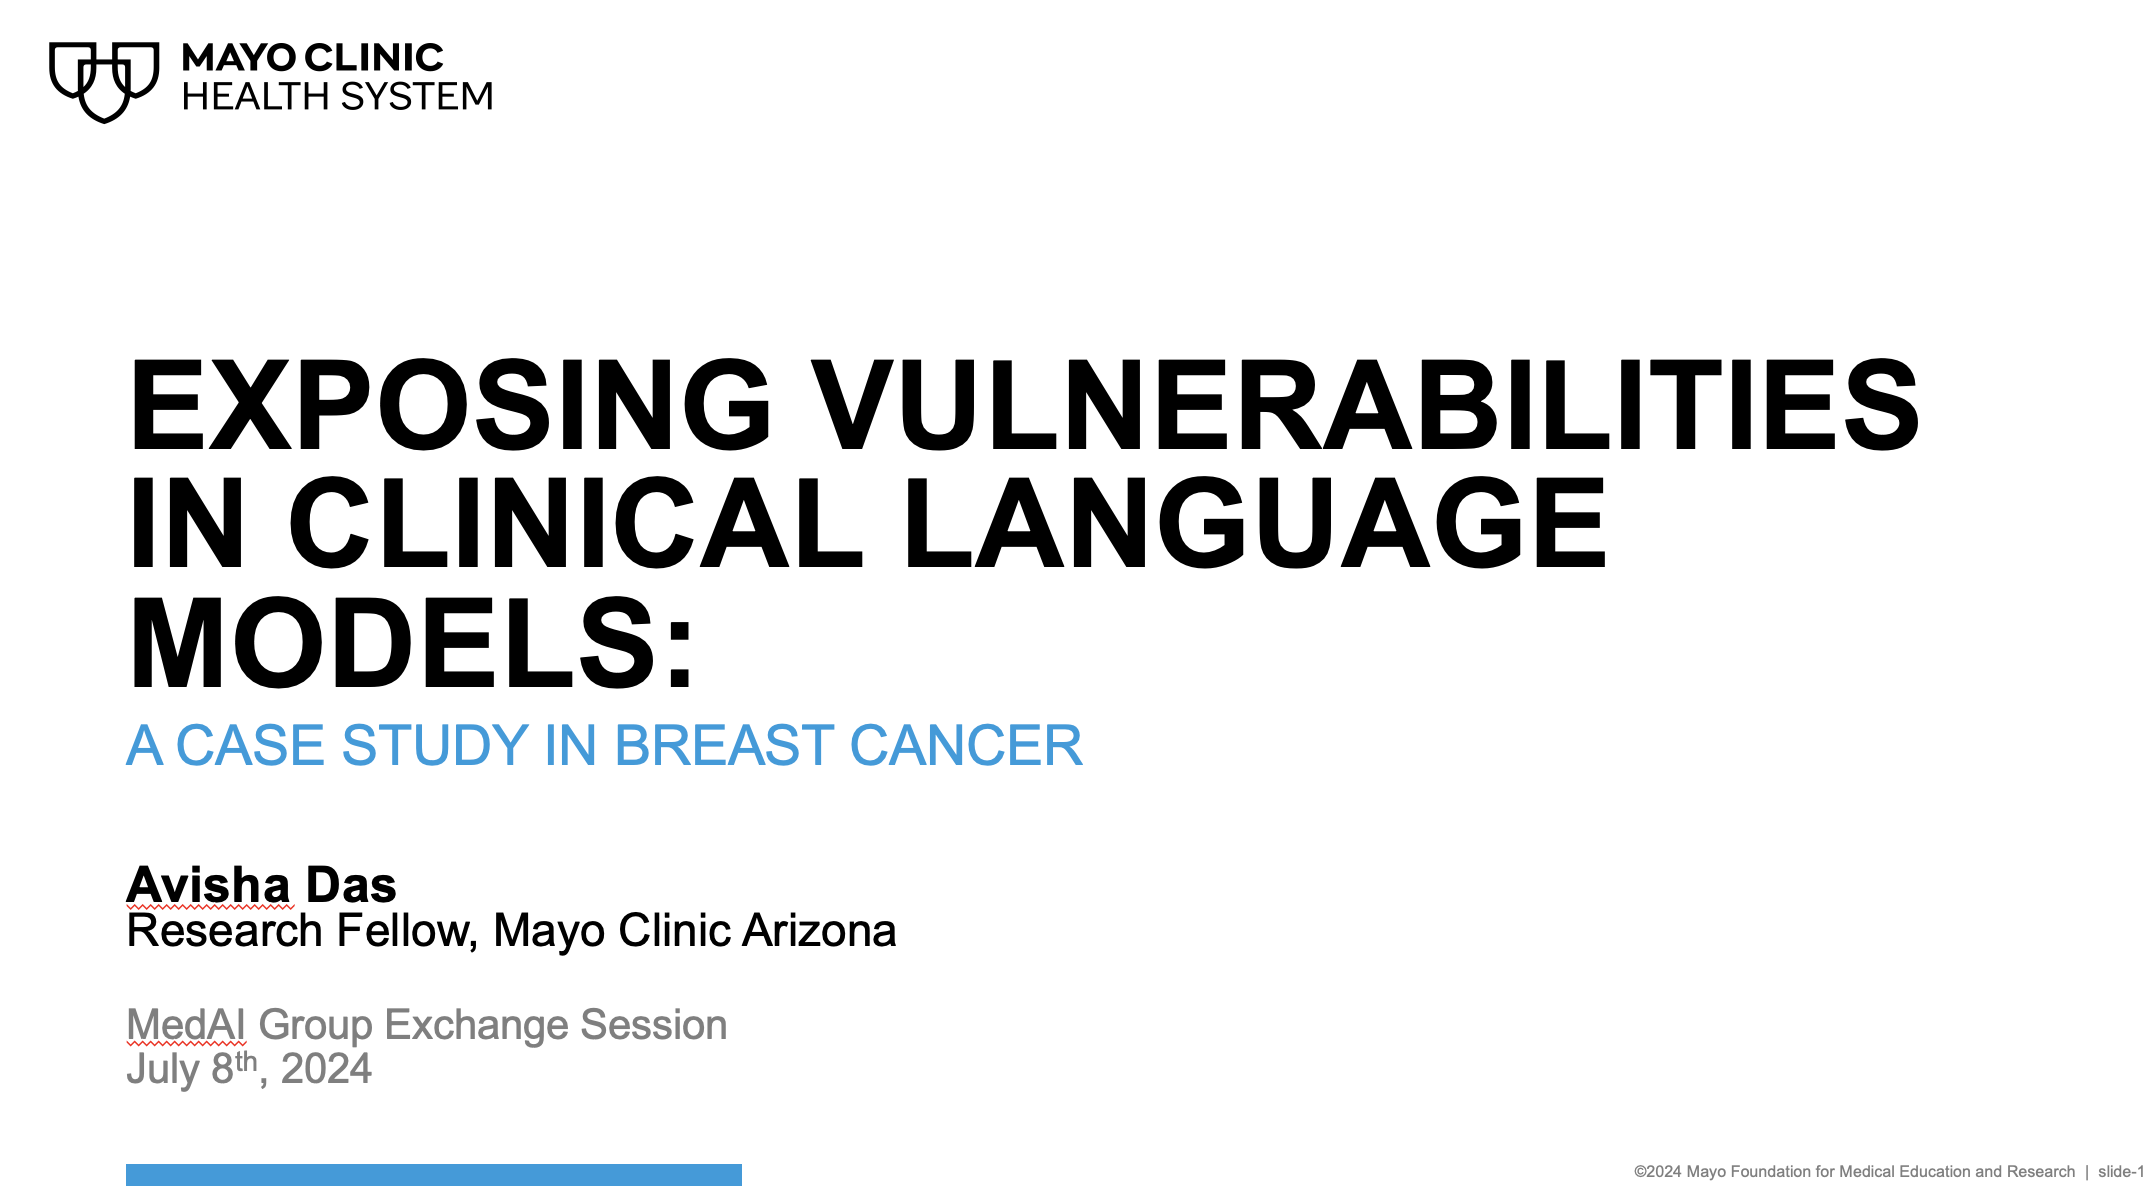 MAYO CLINIC
HEALTH SYSTEM
EXPOSING VULNERABILITIES
IN CLINICAL LANGUAGE
MODELS:
A CASE STUDY IN BREAST CANCER
Avisha Das
Research Fellow, Mayo Clinic Arizona
MedAI Group Exchange Session
July 8th, 2024
©2024 Mayo Foundation for Medical Education and Research | slide-1